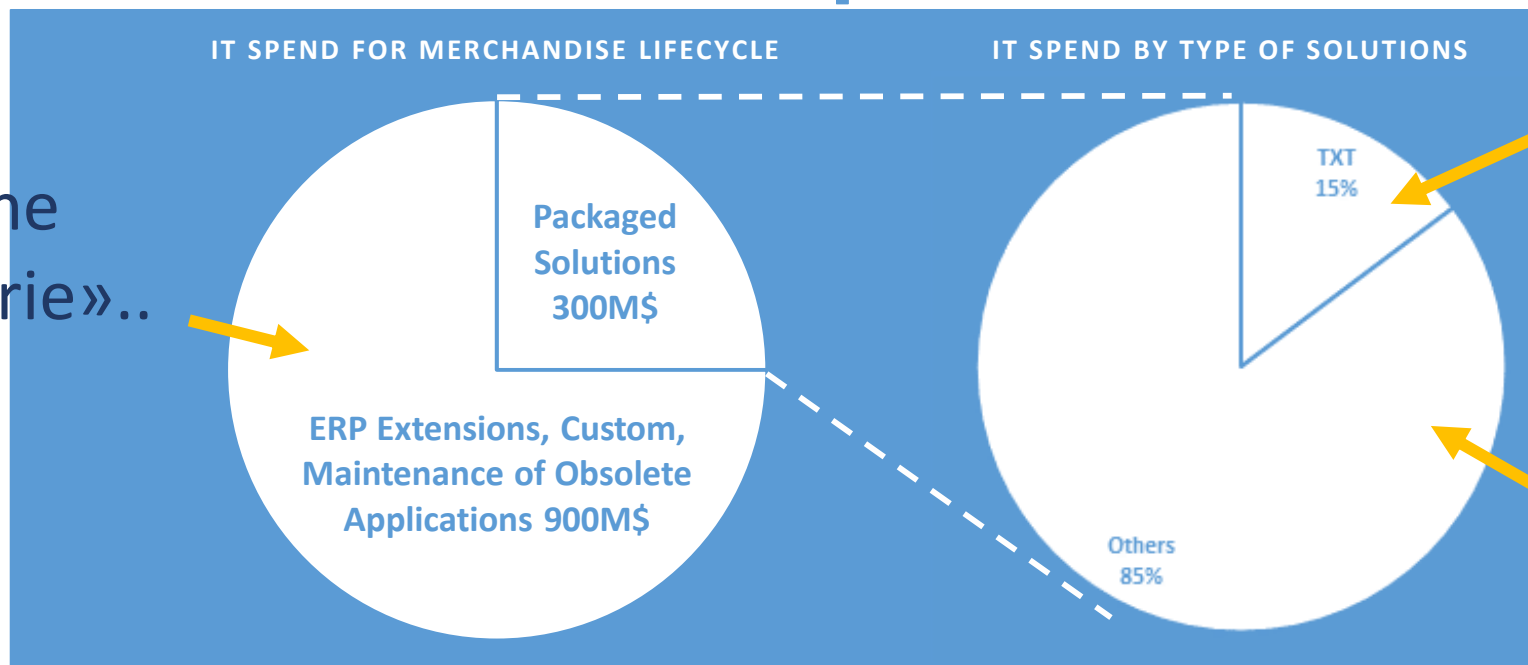 IT SPEND FOR MERCHANDISE LIFECYCLE
IT SPEND BY TYPE OF SOLUTIONS
rie»..
Packaged
Solutions
300M$
ERP Extensions, Custom,
Maintenance of Obsolete
Applications 900M$
TXT
15%
Others
85%